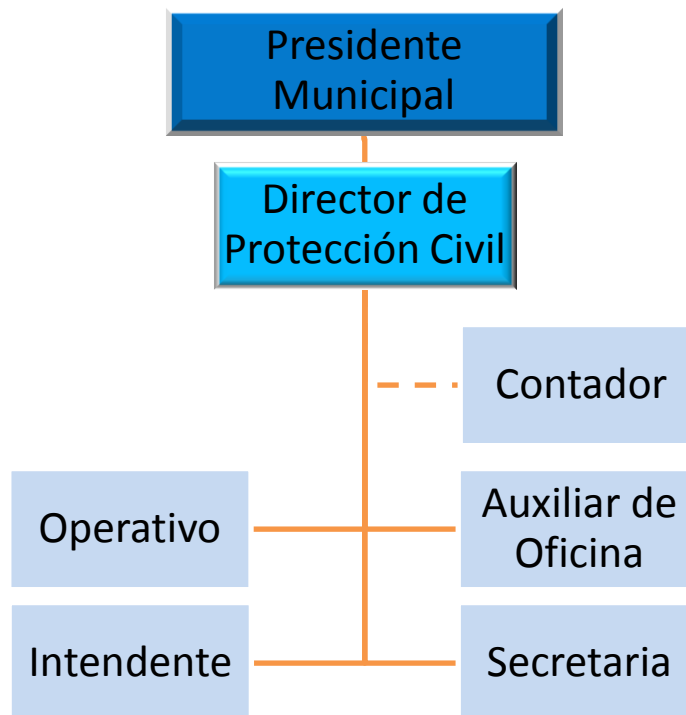 Presidente
Municipal
Director de
Protección Civil
Contador
Operativo
Auxiliar de
Oficina
Intendente
Secretaria